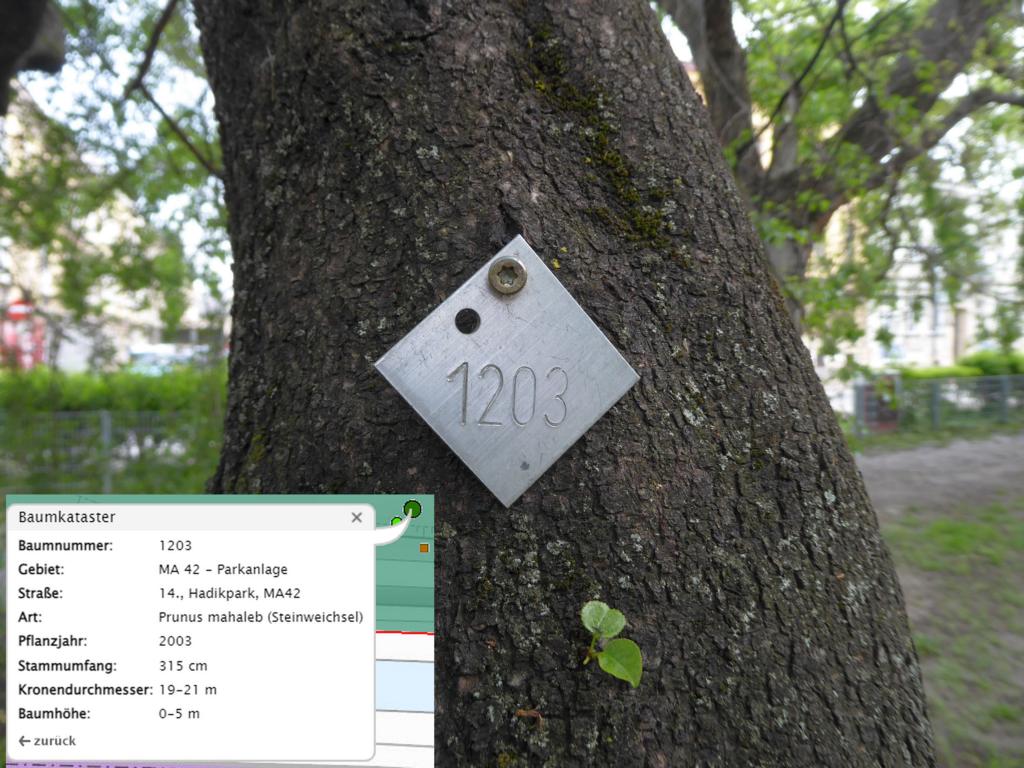 1203
Baumkataster ×
Baumnummer: 1203
Gebiet: MA 42 - Parkanlage
Straße: 14., Hadikpark, MA42
Art: Prunus mahaleb (Steinweichsel)
Pflanzjahr: 2003
Stammumfang: 315 cm
Kronendurchmesser: 19-21 m
Baumhöhe: 0-5 m
← zurück